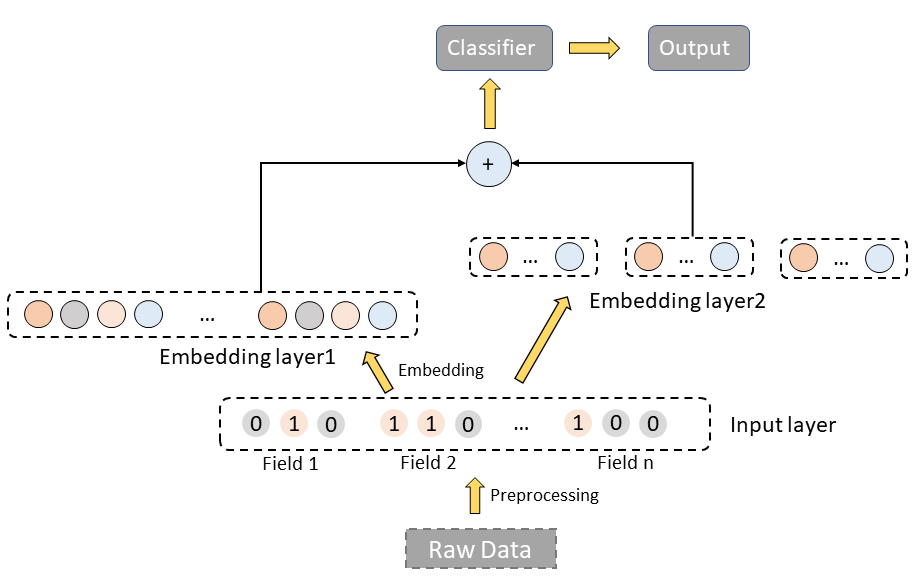 Classifier Output
+
... ... ...
Embedding layer2
...
Embedding layer1
Embedding
0 1 0 1 1 0 ... 1 0 0 Input layer
Field 1 Field 2 Field n
Preprocessing
Raw Data